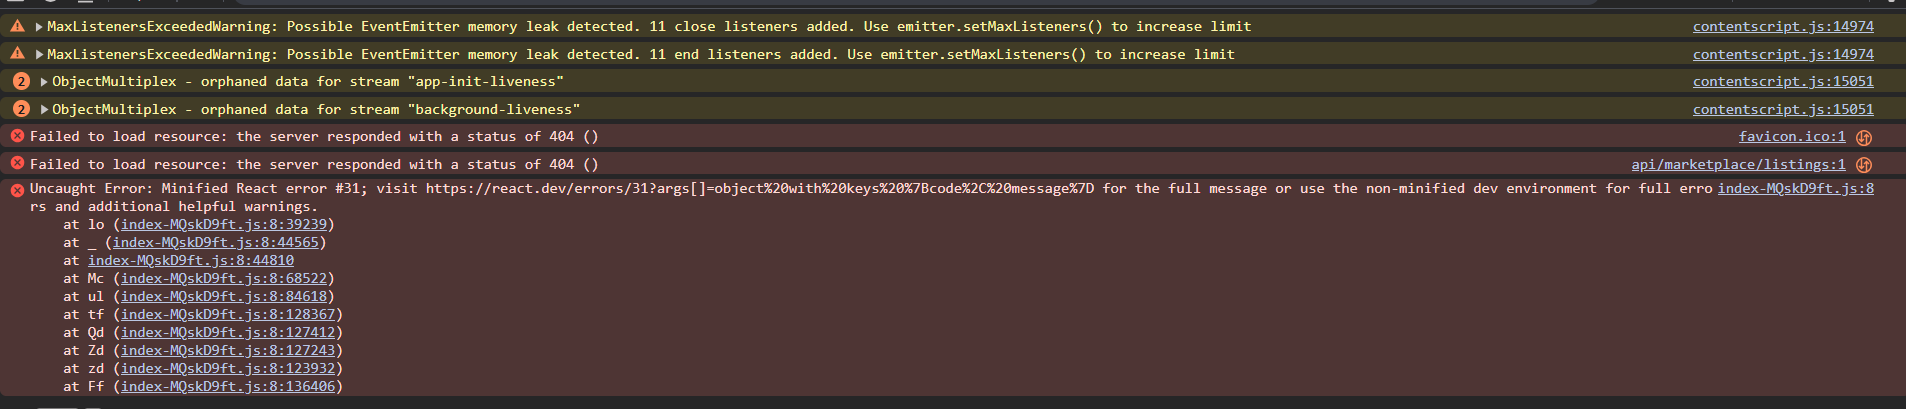 MaxListenersExceededWarning: Possible EventEmitter memory leak detected. 11 close listeners added. Use emitter.setMaxListeners() to increase limit contentscript.js:14974
MaxListenersExceededWarning: Possible EventEmitter memory leak detected. 11 end listeners added. Use emitter.setMaxListeners() to increase limit contentscript.js:14974
2 ObjectMultiplex - orphaned data for stream "app-init-liveness" contentscript.js:15051
2 ObjectMultiplex - orphaned data for stream "background-liveness" contentscript.js:15051
Failed to load resource: the server responded with a status of 404 () favicon.ico:1
Failed to load resource: the server responded with a status of 404 () api/marketplace/listings:1
Uncaught Error: Minified React error #31; visit https://react.dev/errors/31?args[]=object%20with%20keys%20%7Bcode%2C%20message%7D for the full message or use the non-minified dev environment for full erro index-MQskD9ft.js:8
rs and additional helpful warnings.
at lo (index-MQskD9ft.js:8:39239)
at _ (index-MQskD9ft.js:8:44565)
at index-MQskD9ft.js:8:44810
at Mc (index-MQskD9ft.js:8:68522)
at ul (index-MQskD9ft.js:8:84618)
at tf (index-MQskD9ft.js:8:128367)
at Qd (index-MQskD9ft.js:8:127412)
at Zd (index-MQskD9ft.js:8:127243)
at zd (index-MQskD9ft.js:8:123932)
at Ff (index-MQskD9ft.js:8:136406)